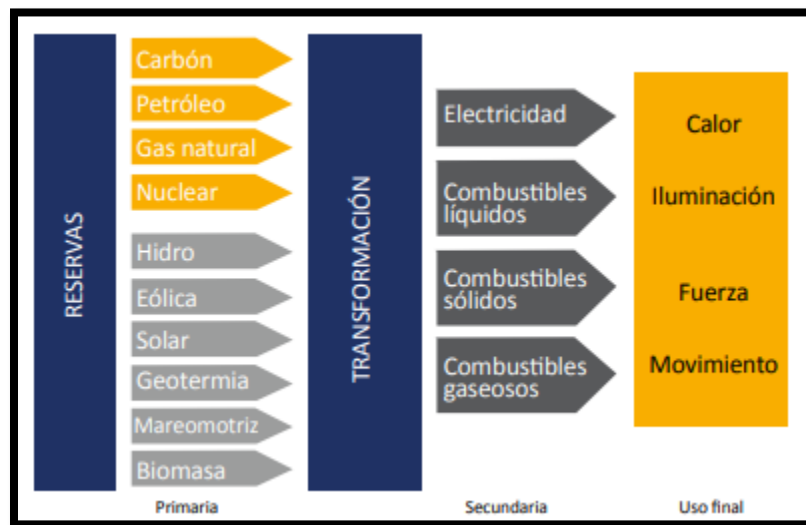 RESERVAS
Carbón
Petróleo
Gas natural
Nuclear
Hidro
Eólica
Solar
Geotermia
Mareomotriz
Biomasa
Primaria
TRANSFORMACIÓN
Electricidad
Combustibles
líquidos
Combustibles
sólidos
Combustibles
gaseosos
Secundaria
Calor
Iluminación
Fuerza
Movimiento
Uso final